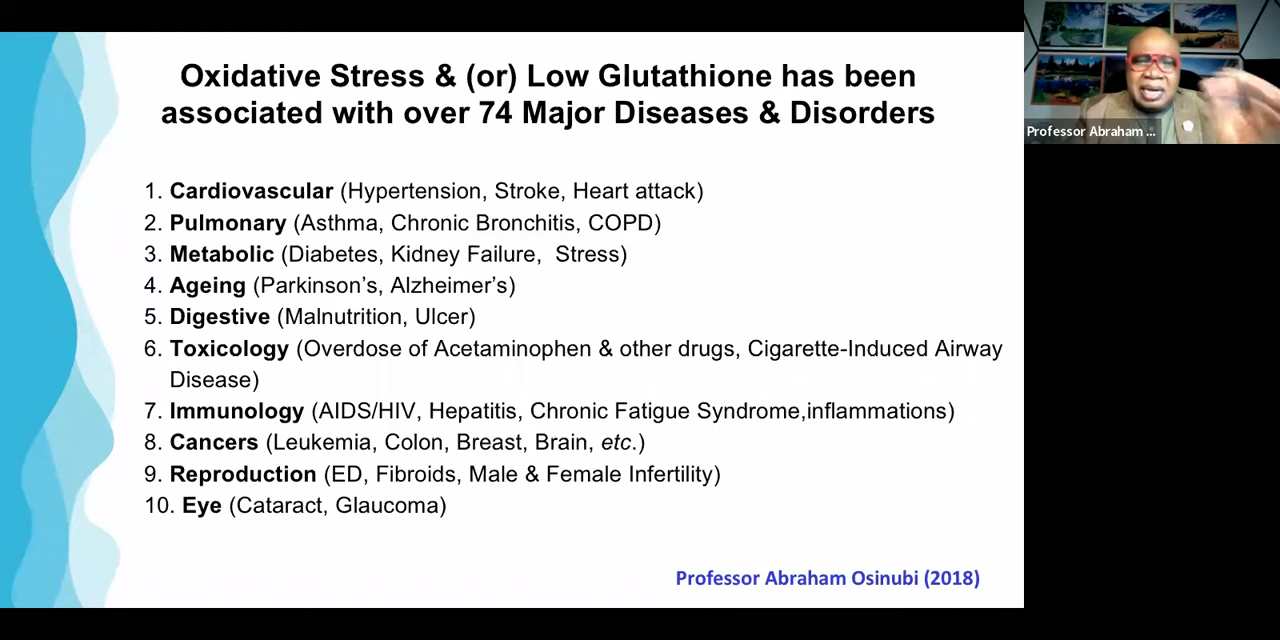 Oxidative Stress & (or) Low Glutathione has been
associated with over 74 Major Diseases & Disorders
1. Cardiovascular (Hypertension, Stroke, Heart attack)
2. Pulmonary (Asthma, Chronic Bronchitis, COPD)
3. Metabolic (Diabetes, Kidney Failure,  Stress)
4. Ageing (Parkinson’s, Alzheimer’s)
5. Digestive (Malnutrition, Ulcer)
6. Toxicology (Overdose of Acetaminophen & other drugs, Cigarette-Induced Airway
Disease)
7. Immunology (AIDS/HIV, Hepatitis, Chronic Fatigue Syndrome,inflammations)
8. Cancers (Leukemia, Colon, Breast, Brain, etc.)
9. Reproduction (ED, Fibroids, Male & Female Infertility)
10. Eye (Cataract, Glaucoma)
Professor Abraham Osinubi (2018)
Professor Abraham ...